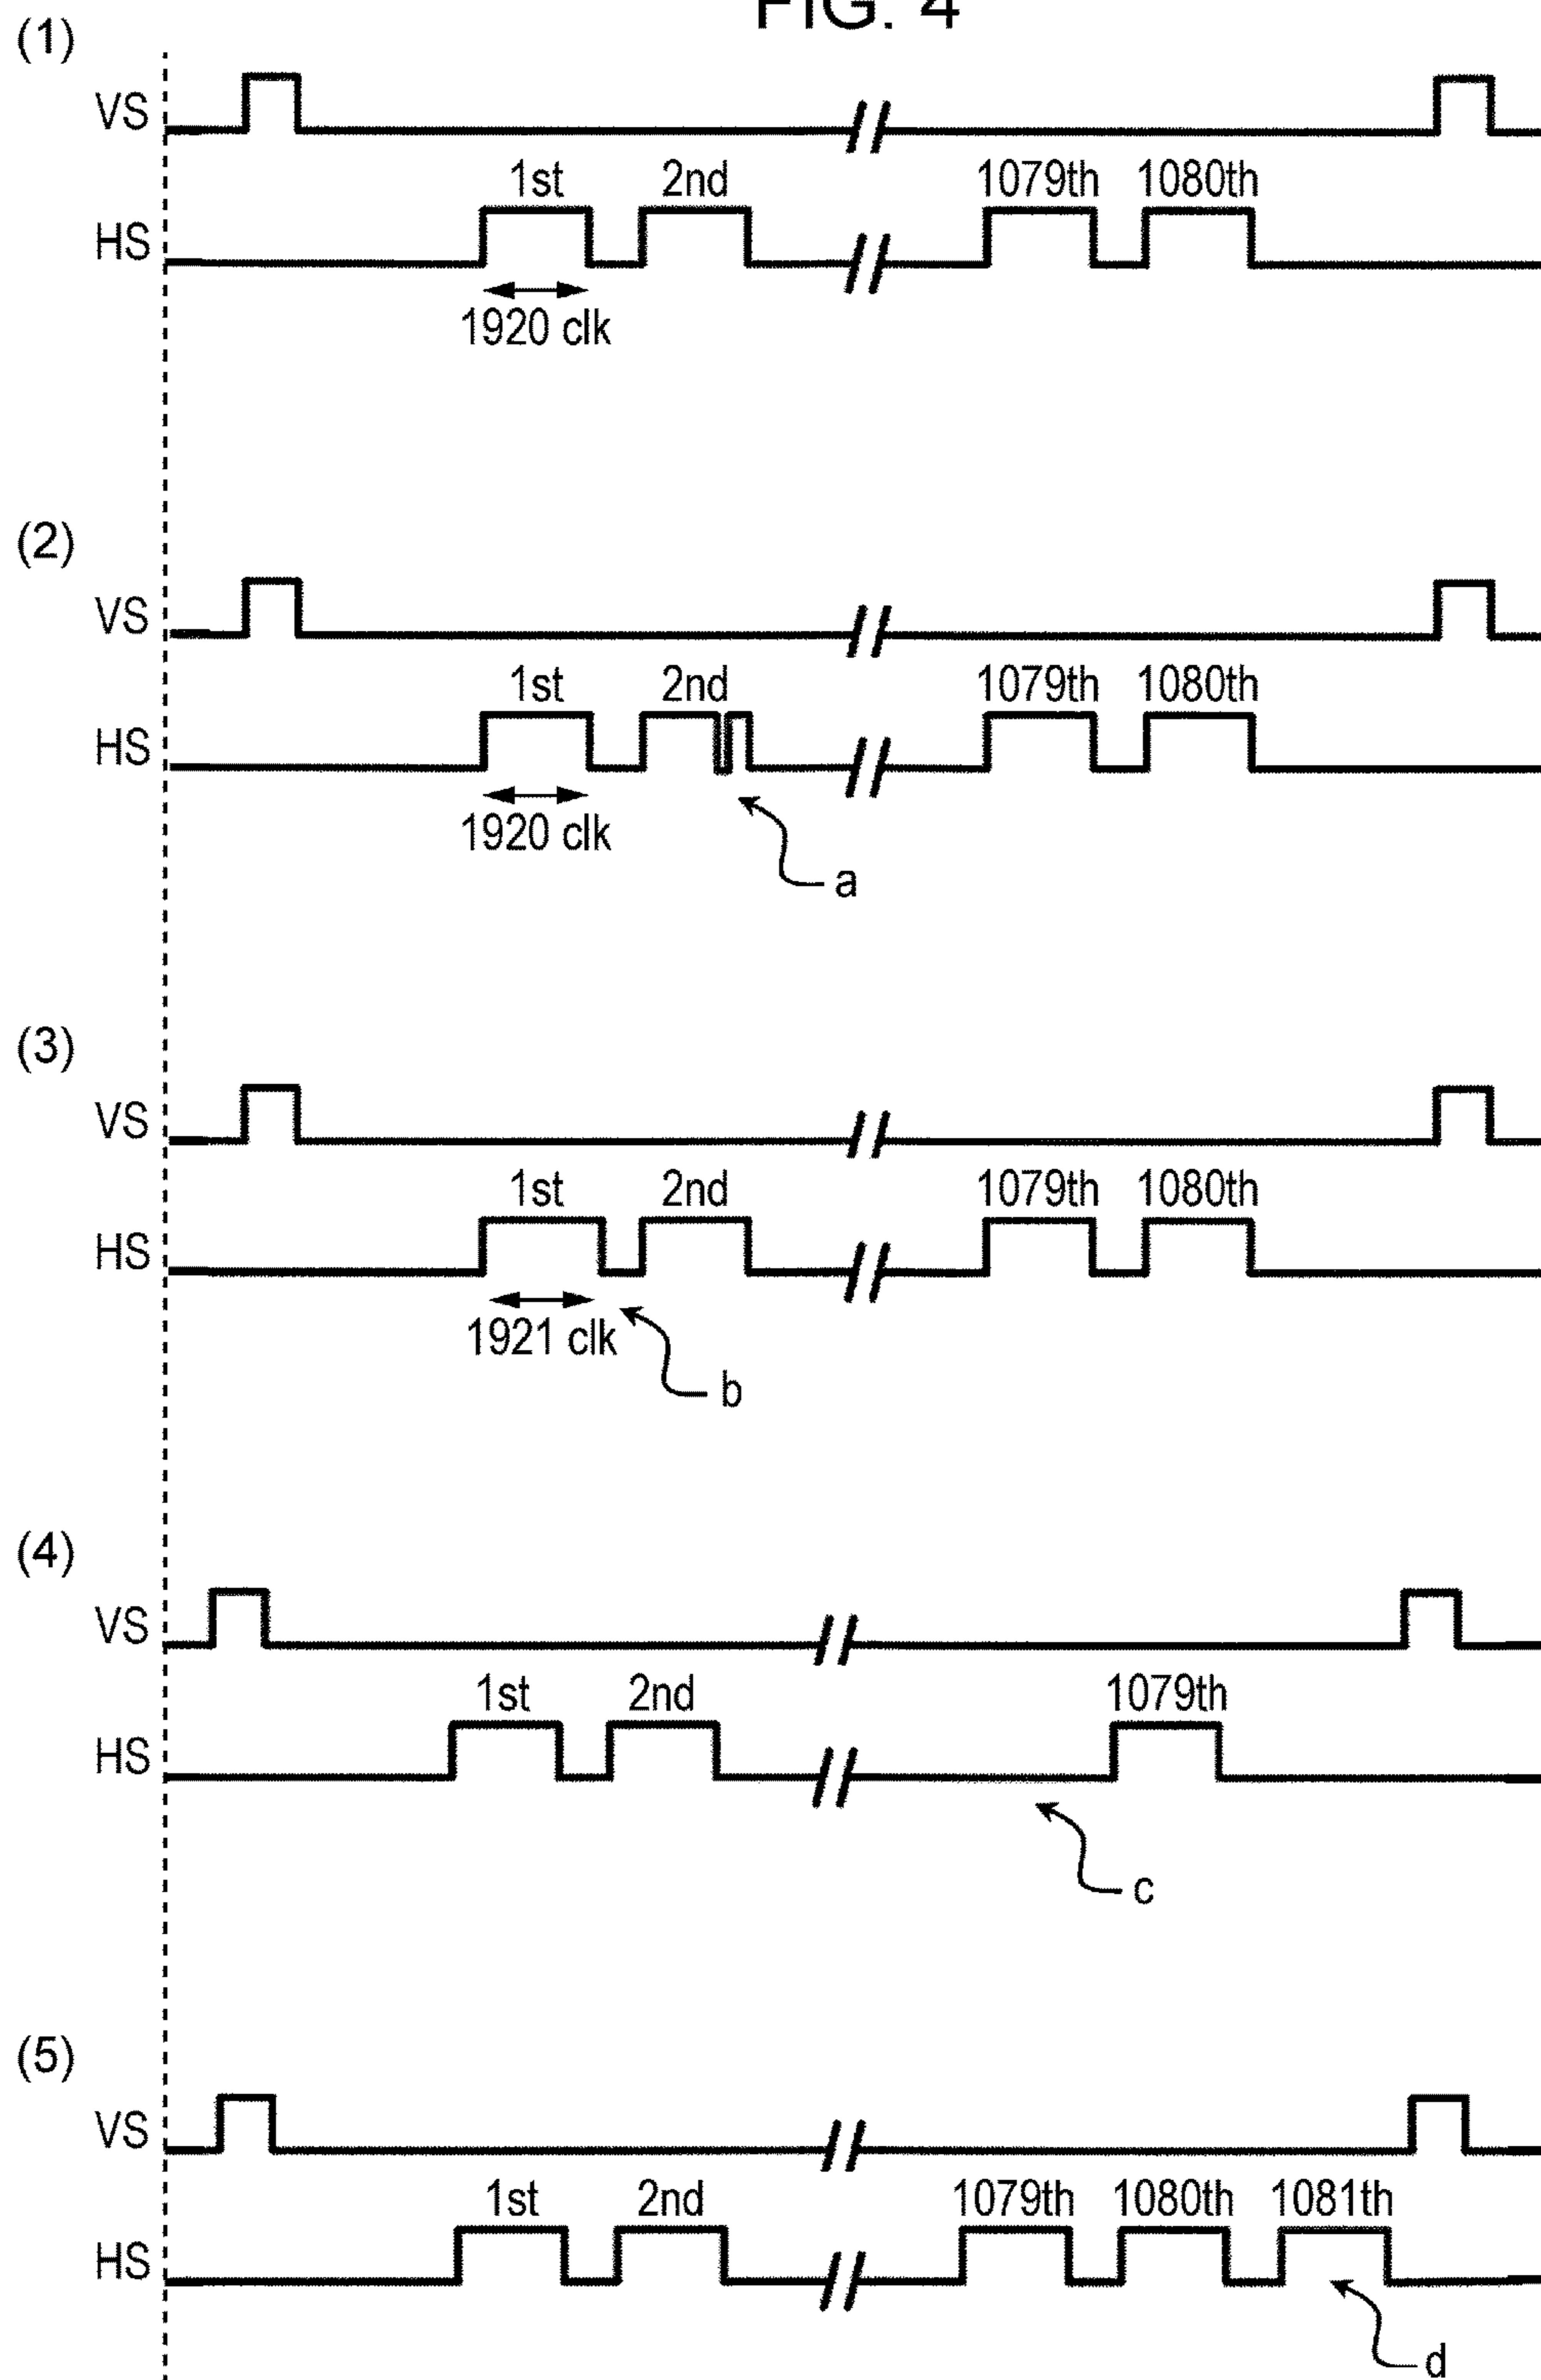 FIG. 4
(1)
VS
1st 2nd 1079th 1080th
HS
1920 clk
(2)
VS
1st 2nd 1079th 1080th
HS
1920 clk
a
(3)
VS
1st 2nd 1079th 1080th
HS
1921 clk
b
(4)
VS
1st 2nd 1079th
HS
c
(5)
VS
1st 2nd 1079th 1080th 1081th
HS
d